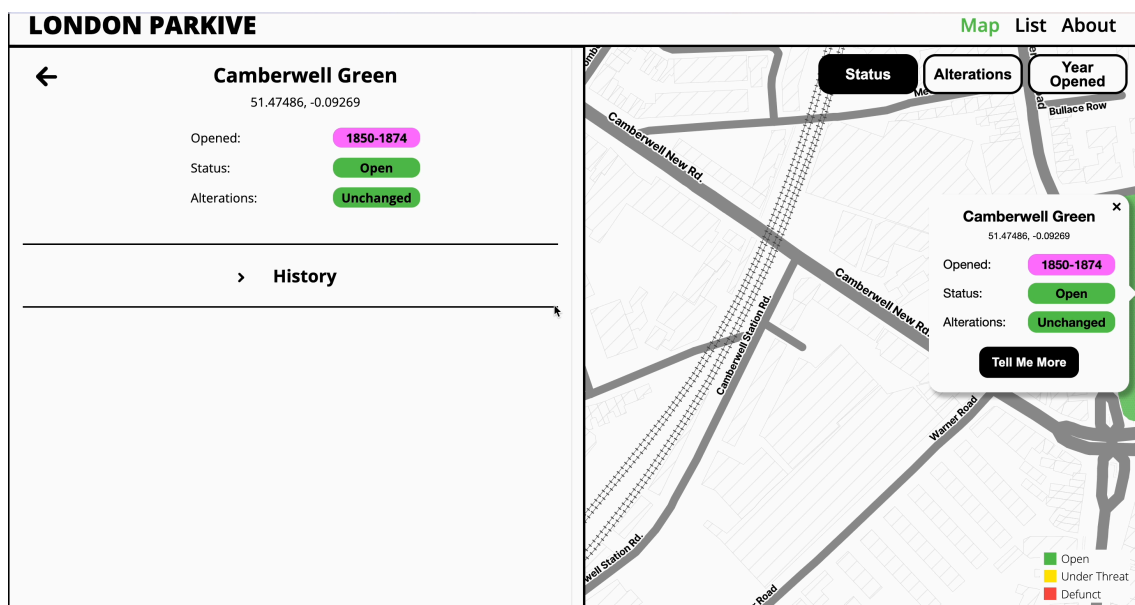 LONDON PARKIVE
Map List About
Camberwell Green
51.47486, -0.09269
Opened: 1850-1874
Status: Open
Alterations: Unchanged
History
Status
Alterations
Year
Opened
Bullace Row
Camberwell New Rd.
Camberwell New Rd.
Camberwell Station Rd.
Warner Road
Camberwell Green
51.47486, -0.09269
Opened: 1850-1874
Status: Open
Alterations: Unchanged
Tell Me More
well Station Rd.
Road
Open
Under Threat
Defunct